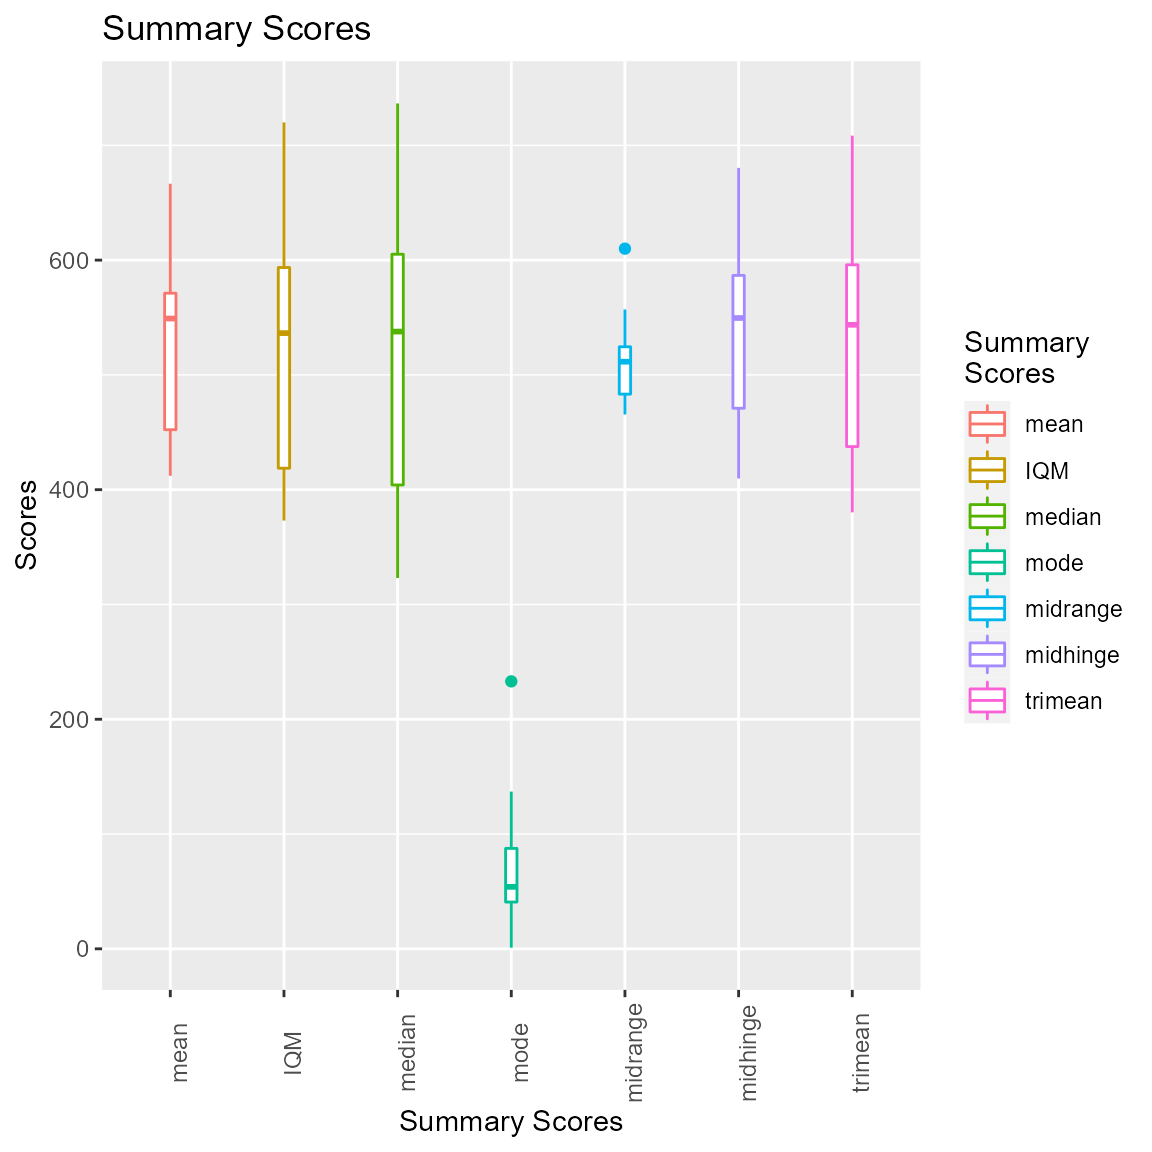 Summary Scores
600
400
200
0
Scores
mean
IQM
median
mode
midrange
midhinge
trimean
Summary Scores
Summary
Scores
mean
IQM
median
mode
midrange
midhinge
trimean